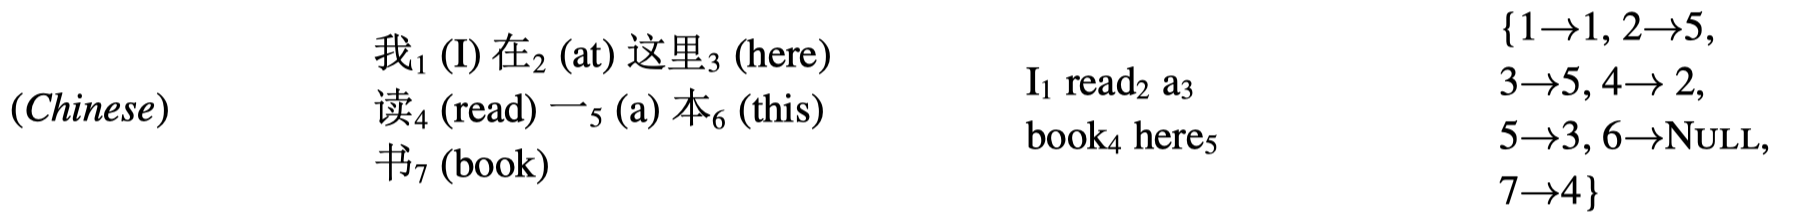 (Chinese)
我₁ (I) 在₂ (at) 这里₃ (here)
读₄ (read) 一₅ (a) 本₆ (this)
书₇ (book)
I₁ read₂ a₃
book₄ here₅
{1→1, 2→5,
3→5, 4→ 2,
5→3, 6→NULL,
7→4}